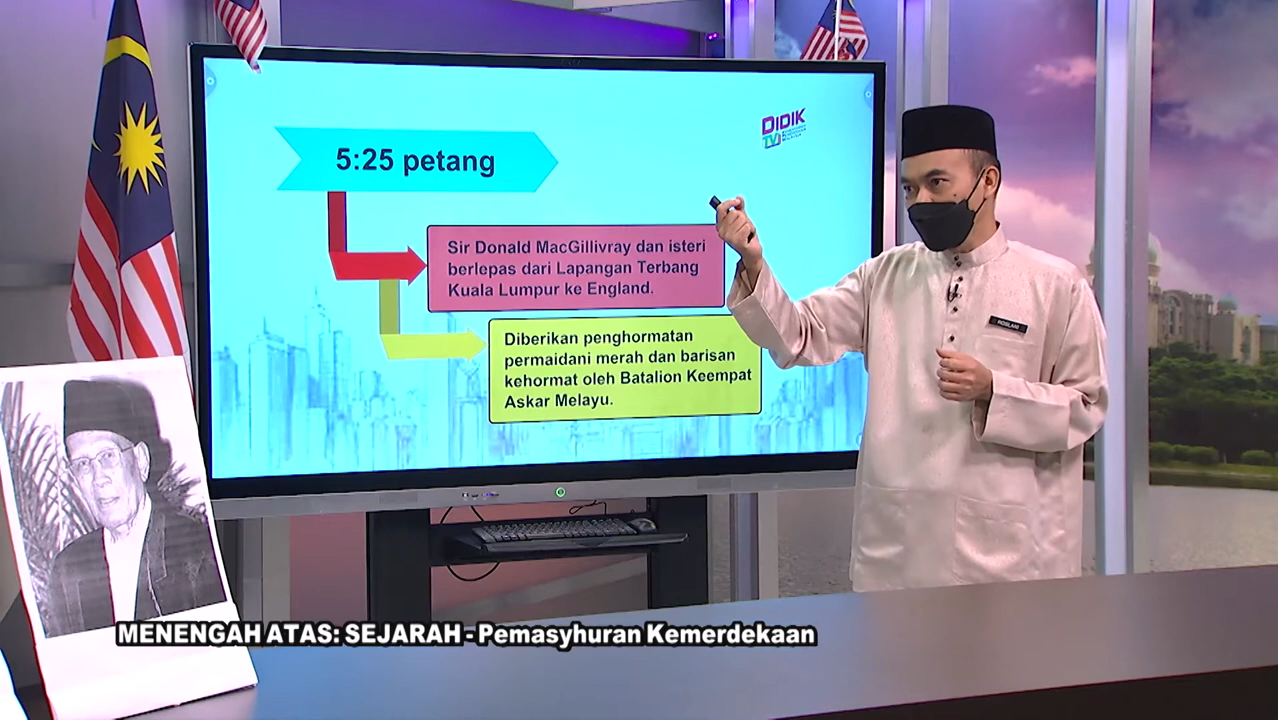 DIDIK
TV
5:25 petang
Sir Donald MacGillivray dan isteri
berlepas dari Lapangan Terbang
Kuala Lumpur ke England.
Diberikan penghormatan
permaidani merah dan barisan
kehormat oleh Batalion Keempat
Askar Melayu.
ROSLANI
MENENGAH ATAS: SEJARAH - Pemasyhuran Kemerdekaan